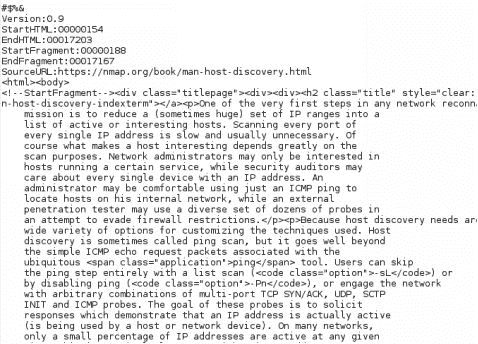 #$%&
Version:0.9
StartHTML:00000154
EndHTML:00017203
StartFragment:00000188
EndFragment:00017167
SourceURL:https://nmap.org/book/man-host-discovery.html
<html><body>
<!--StartFragment--><div class="titlepage"><div><div><h2 class="title" style="clear:
n-host-discovery-indexterm"></a><p>One of the very first steps in any network reconn
mission is to reduce a (sometimes huge) set of IP ranges into a
list of active or interesting hosts. Scanning every port of
every single IP address is slow and usually unnecessary. Of
course what makes a host interesting depends greatly on the
scan purposes. Network administrators may only be interested in
hosts running a certain service, while security auditors may
care about every single device with an IP address. An
administrator may be comfortable using just an ICMP ping to
locate hosts on his internal network, while an external
penetration tester may use a diverse set of dozens of probes in
an attempt to evade firewall restrictions.</p><p>Because host discovery needs are
wide variety of options for customizing the techniques used. Host
discovery is sometimes called ping scan, but it goes well beyond
the simple ICMP echo request packets associated with the
ubiquitous <span class="application">ping</span> tool. Users can skip
the ping step entirely with a list scan (<code class="option">-sL</code>) or
by disabling ping (<code class="option">-Pn</code>), or engage the network
with arbitrary combinations of multi-port TCP SYN/ACK, UDP, SCTP
INIT and ICMP probes. The goal of these probes is to solicit
responses which demonstrate that an IP address is actually active
(is being used by a host or network device). On many networks,
only a small percentage of IP addresses are active at any given